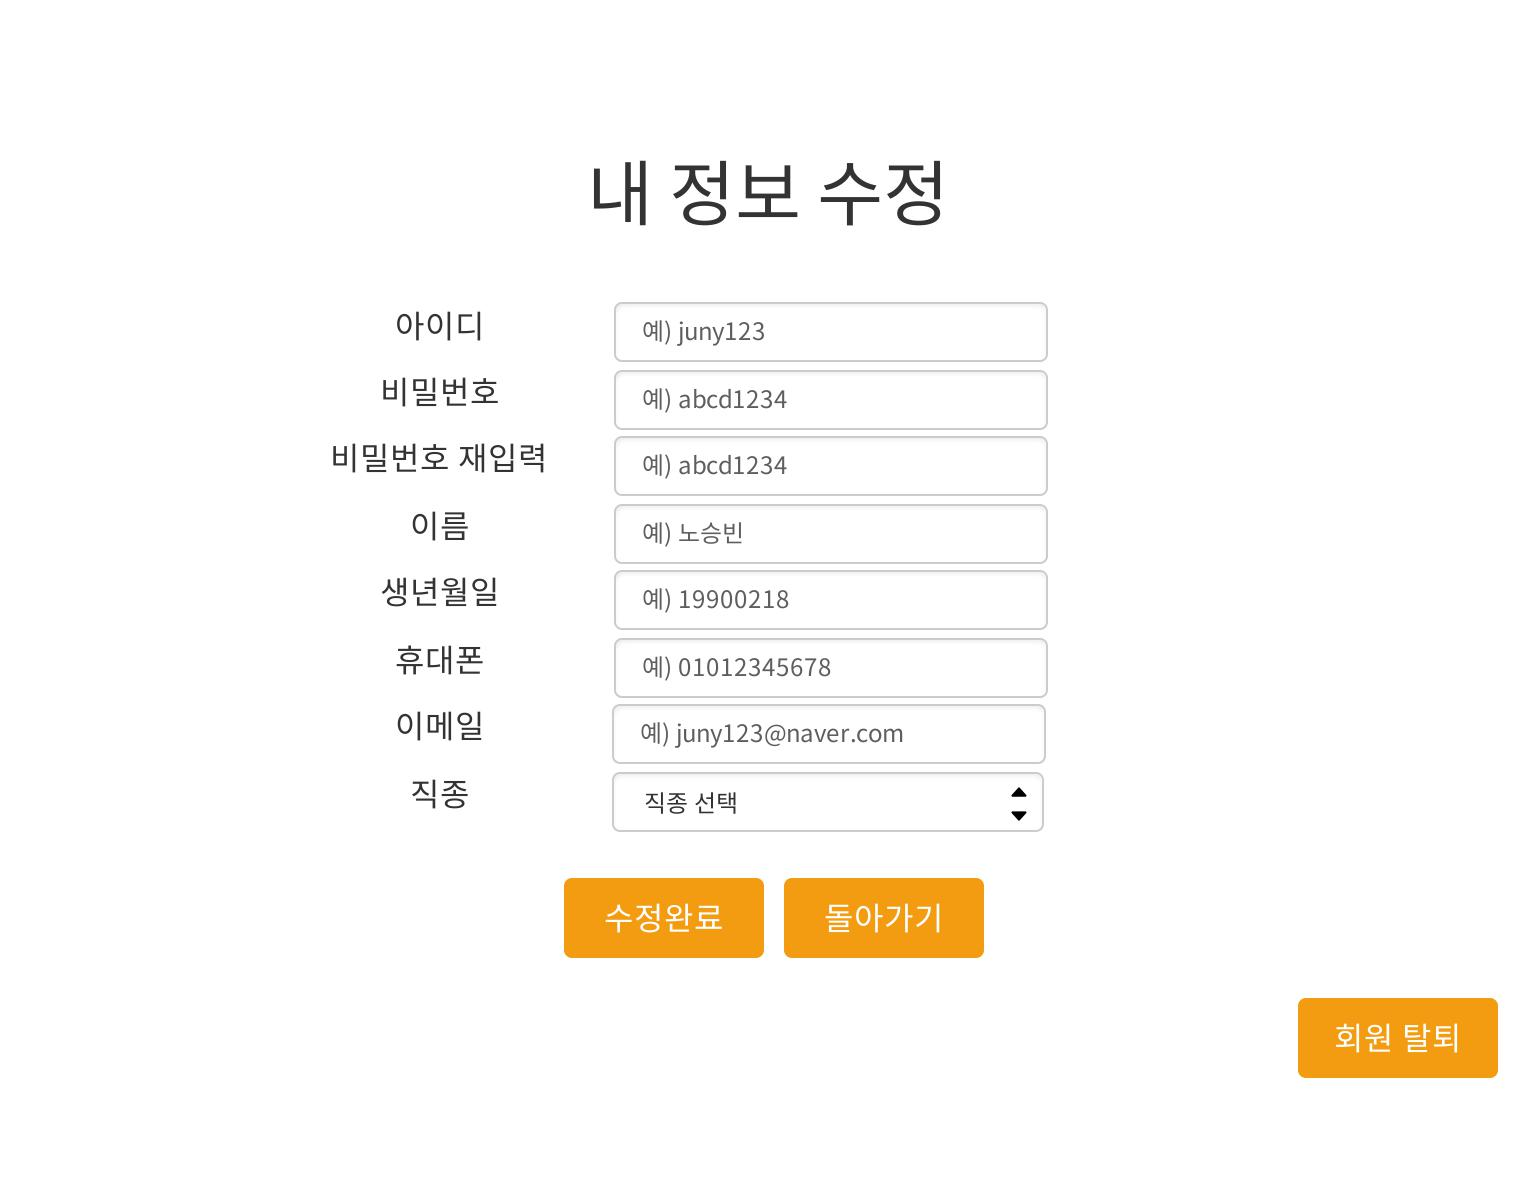 내 정보 수정
아이디
예) juny123
비밀번호
예) abcd1234
비밀번호 재입력
예) abcd1234
이름
예) 노승빈
생년월일
예) 19900218
휴대폰
예) 01012345678
이메일
예) juny123@naver.com
직종
직종 선택
수정완료 돌아가기
회원 탈퇴